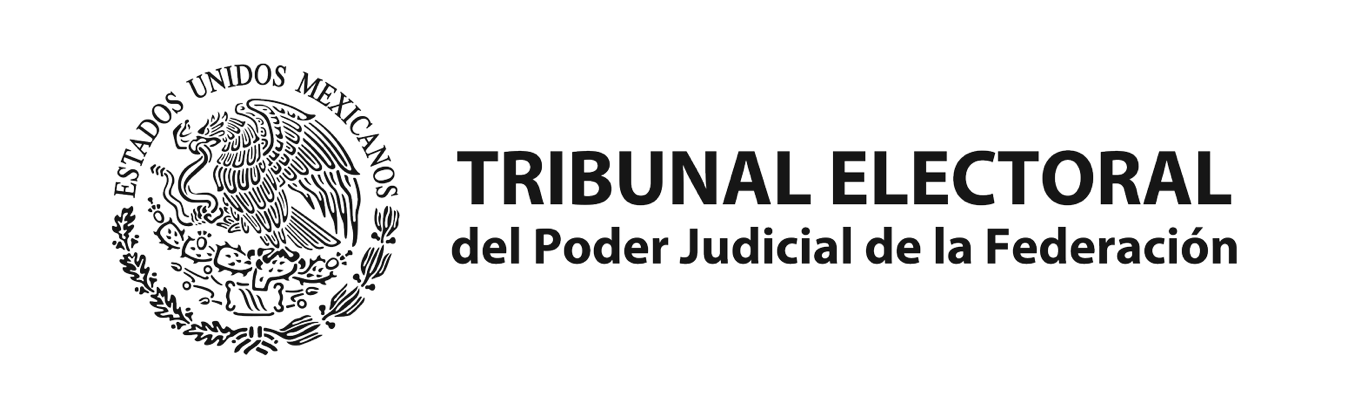 ESTADOS UNIDOS MEXICANOS
TRIBUNAL ELECTORAL
del Poder Judicial de la Federación